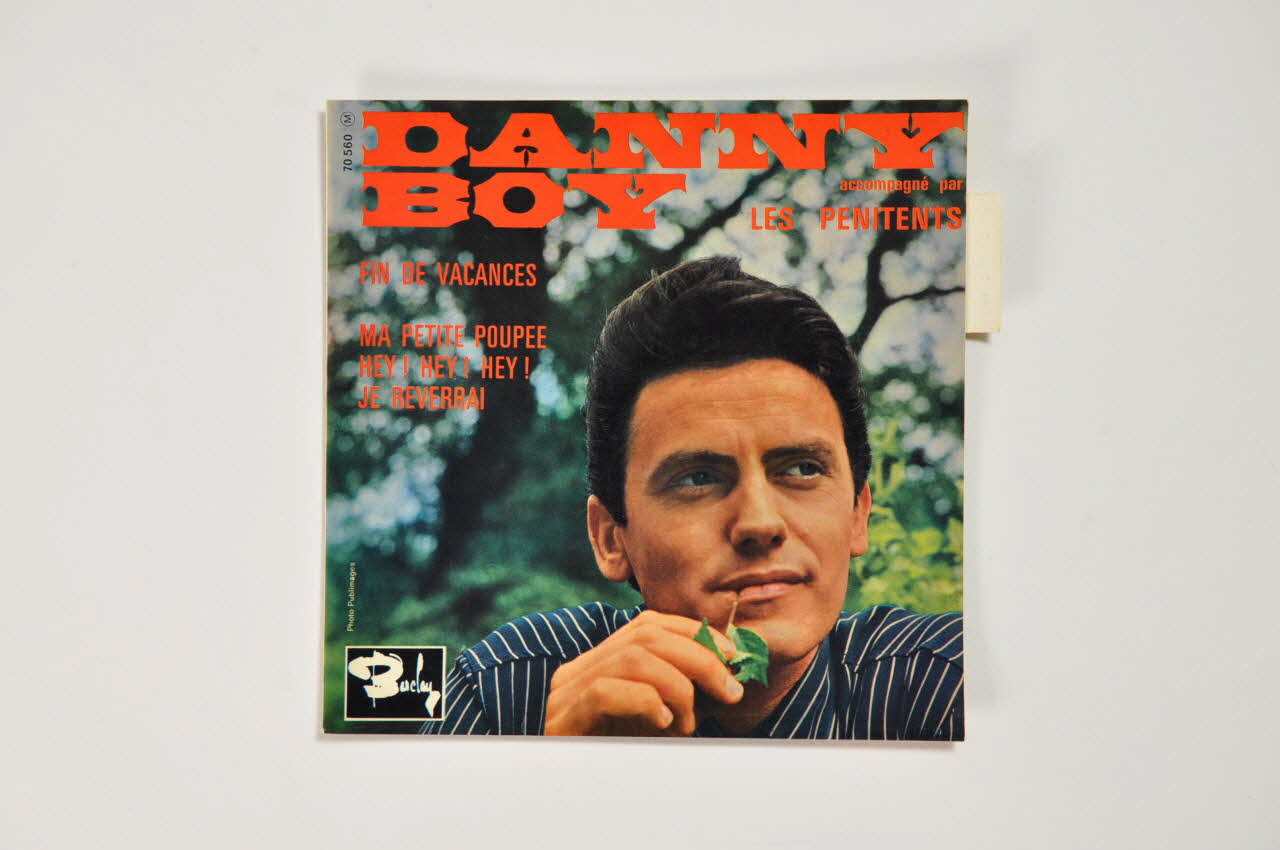 70 560 Ⓜ
DANNY
BOY
accompagné par
LES PENITENTS
FIN DE VACANCES
MA PETITE POUPEE
HEY ! HEY ! HEY !
JE REVERRAI
Photo Publimages
Barclay